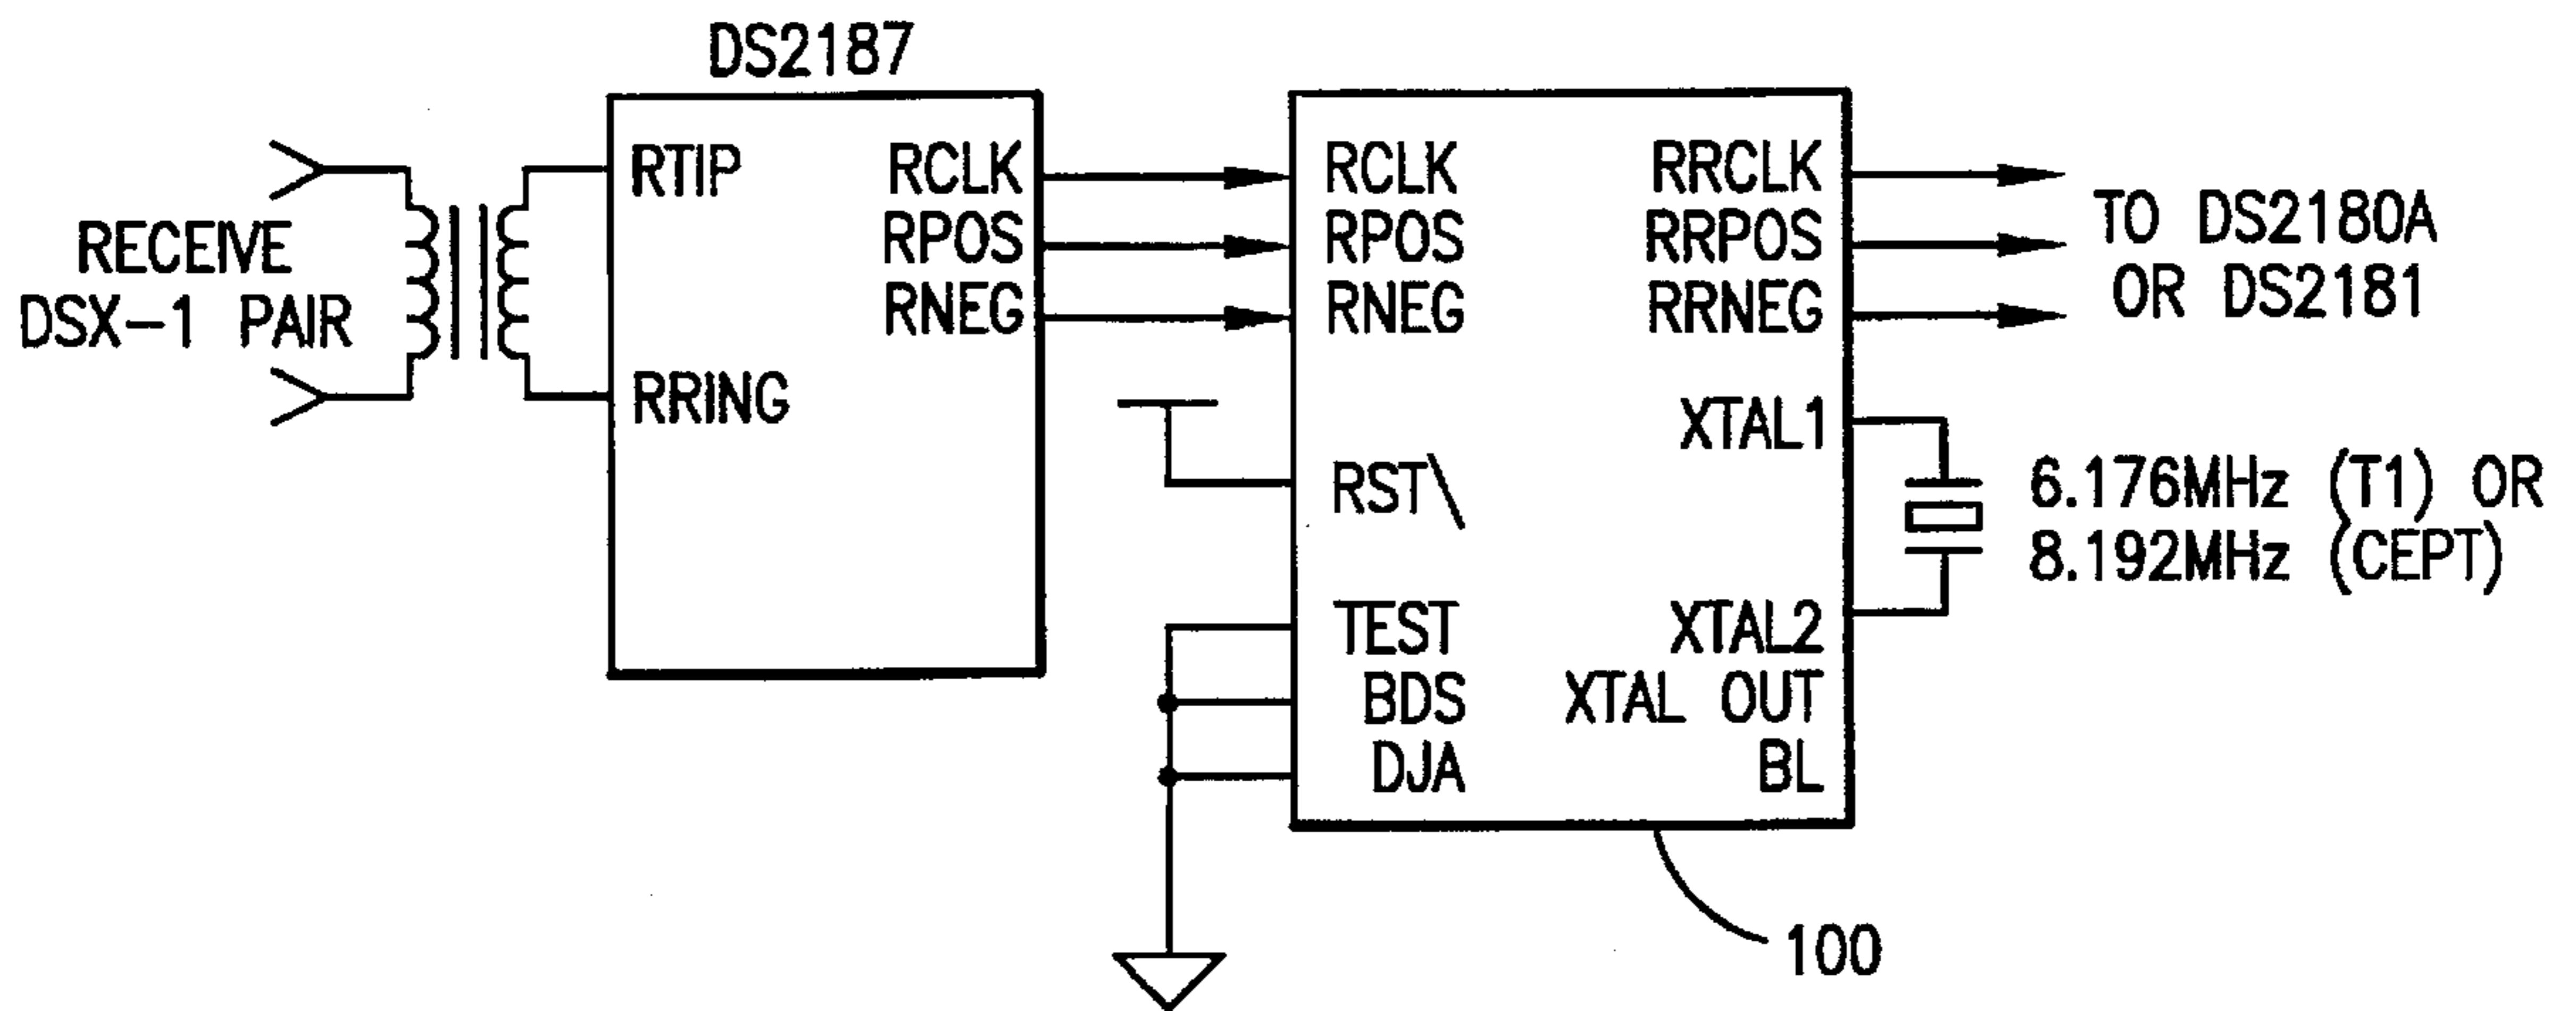 DS2187
RECEIVE
DSX-1 PAIR
RTIP
RRING
RCLK
RPOS
RNEG
RCLK
RPOS
RNEG
RST\
TEST
BDS
DJA
RRCLK
RRPOS
RRNEG
XTAL1
XTAL2
XTAL OUT
BL
TO DS2180A
OR DS2181
6.176MHz (T1) OR
8.192MHz (CEPT)
100